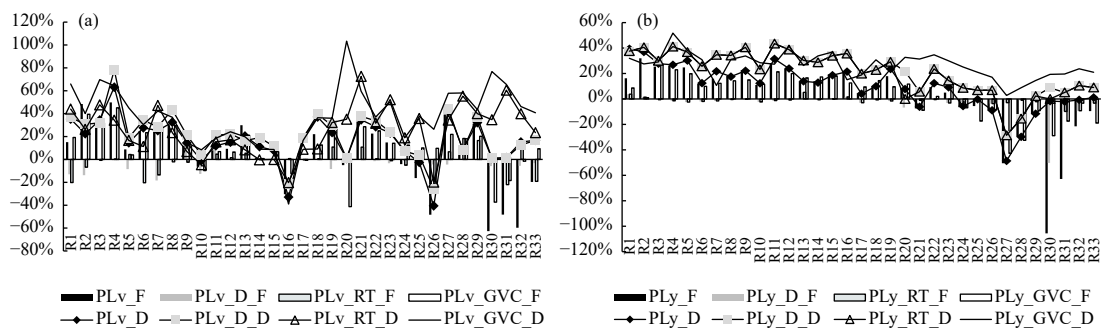 (a)
120%
100%
80%
60%
40%
20%
0%
-20%
-40%
-60%
-80%
R1 R2 R3 R4 R5 R6 R7 R8 R9 R10 R11 R12 R13 R14 R15 R16 R17 R18 R19 R20 R21 R22 R23 R24 R25 R26 R27 R28 R29 R30 R31 R32 R33
PLv_F PLv_D_F PLv_RT_F PLv_GVC_F
PLv_D PLv_D_D PLv_RT_D PLv_GVC_D
(b)
60%
40%
20%
0%
-20%
-40%
-60%
-80%
-100%
-120%
R1 R2 R3 R4 R5 R6 R7 R8 R9 R10 R11 R12 R13 R14 R15 R16 R17 R18 R19 R20 R21 R22 R23 R24 R25 R26 R27 R28 R29 R30 R31 R32 R33
PLy_F PLy_D_F PLy_RT_F PLy_GVC_F
PLy_D PLy_D_D PLy_RT_D PLy_GVC_D